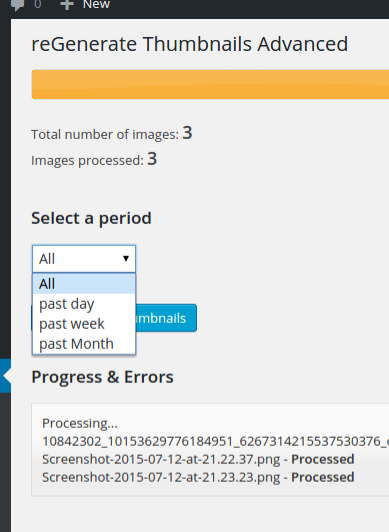 0 New
reGenerate Thumbnails Advanced
Total number of images: 3
Images processed: 3
Select a period
All
All
past day
past week
past Month
mbnails
Progress & Errors
Processing...
10842302_10153629776184951_6267314215537530376_
Screenshot-2015-07-12-at-21.22.37.png - Processed
Screenshot-2015-07-12-at-21.23.23.png - Processed